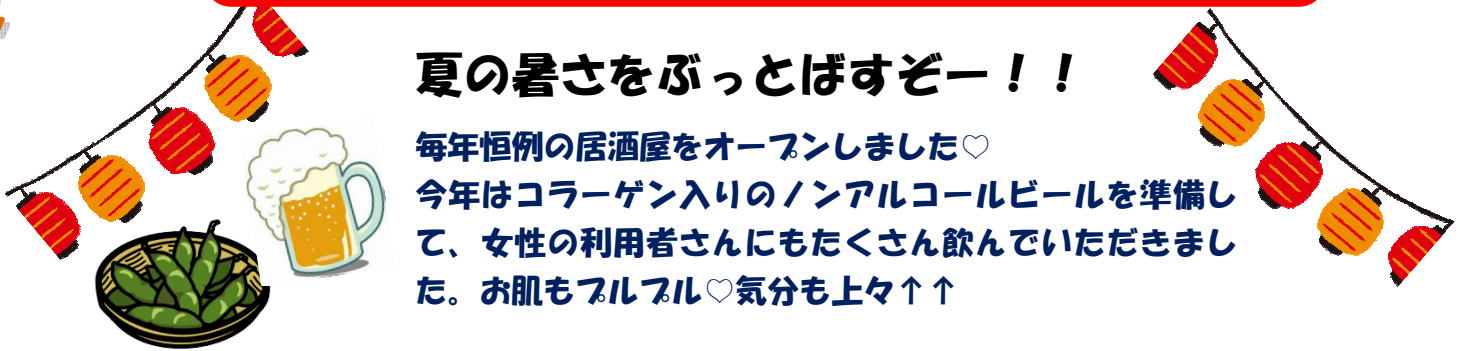 夏の暑さをぶっとばすぞー！！
毎年恒例の居酒屋をオープンしました♡
今年はコラーゲン入りのノンアルコールビールを準備し
て、女性の利用者さんにもたくさん飲んでいただきまし
た。お肌もプルプル♡気分も上々↑↑